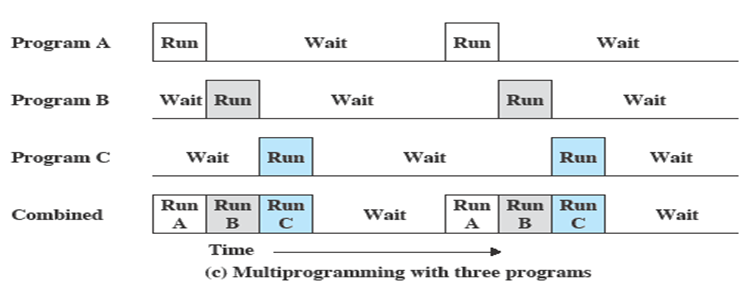 Program A Run Wait Run Wait
Program B Wait Run Wait Run Wait
Program C Wait Run Wait Run Wait
Combined Run A Run B Run C Wait Run A Run B Run C Wait
Time
(c) Multiprogramming with three programs